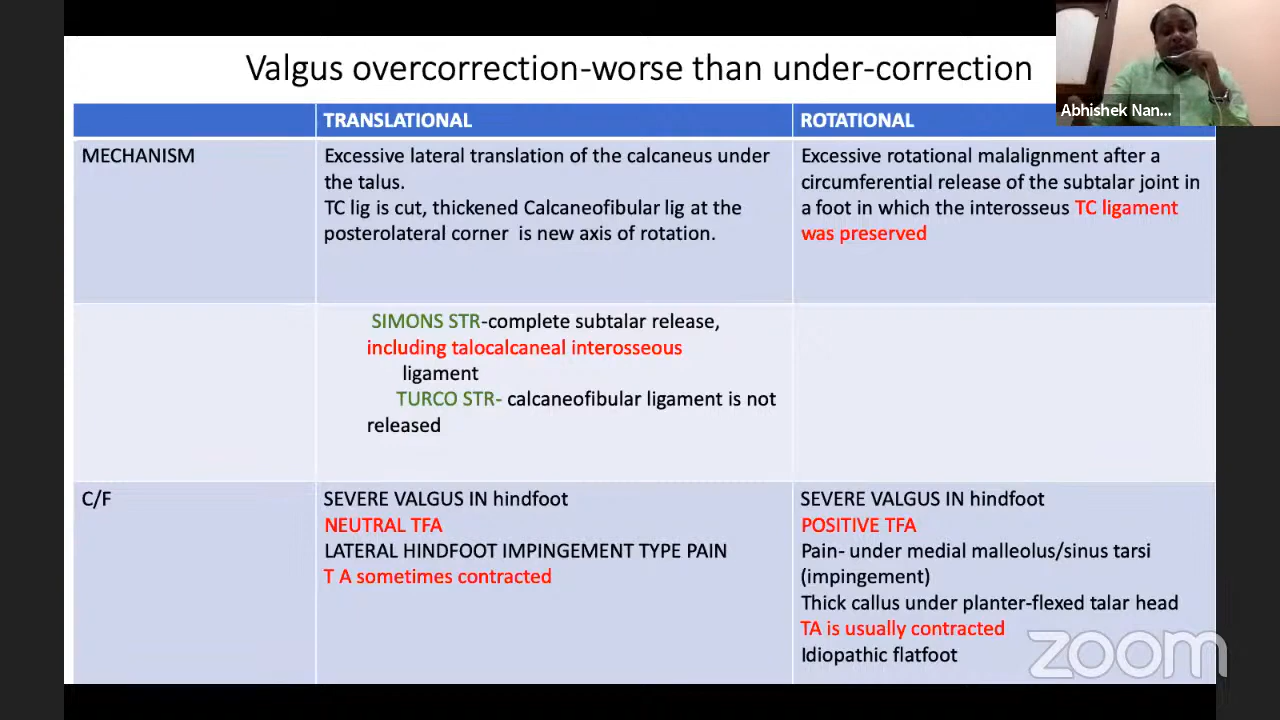 Valgus overcorrection-worse than under-correction
Abhishek Nan...
TRANSLATIONAL
ROTATIONAL
MECHANISM
Excessive lateral translation of the calcaneus under
the talus.
TC lig is cut, thickened Calcaneofibular lig at the
posterolateral corner is new axis of rotation.
Excessive rotational malalignment after a
circumferential release of the subtalar joint in
a foot in which the interosseus TC ligament
was preserved
SIMONS STR-complete subtalar release,
including talocalcaneal interosseous
ligament
TURCO STR- calcaneofibular ligament is not
released
C/F
SEVERE VALGUS IN hindfoot
NEUTRAL TFA
LATERAL HINDFOOT IMPINGEMENT TYPE PAIN
T A sometimes contracted
SEVERE VALGUS IN hindfoot
POSITIVE TFA
Pain- under medial malleolus/sinus tarsi
(impingement)
Thick callus under planter-flexed talar head
TA is usually contracted
Idiopathic flatfoot
zoom